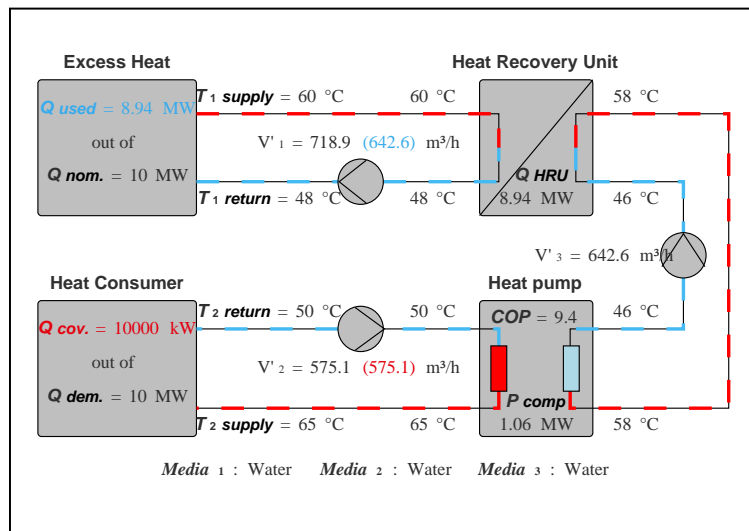 Excess Heat
Heat Recovery Unit
Q used = 8.94 MW
T 1 supply = 60 °C
60 °C
58 °C
out of
V' 1 = 718.9 (642.6) m³/h
Q nom. = 10 MW
Q HRU
8.94 MW
T 1 return = 48 °C
48 °C
46 °C
V' 3 = 642.6 m³/h
Heat Consumer
Heat pump
Q cov. = 10000 kW
T 2 return = 50 °C
50 °C
COP = 9.4
46 °C
out of
V' 2 = 575.1 (575.1) m³/h
Q dem. = 10 MW
P comp
1.06 MW
T 2 supply = 65 °C
65 °C
58 °C
Media 1 : Water Media 2 : Water Media 3 : Water